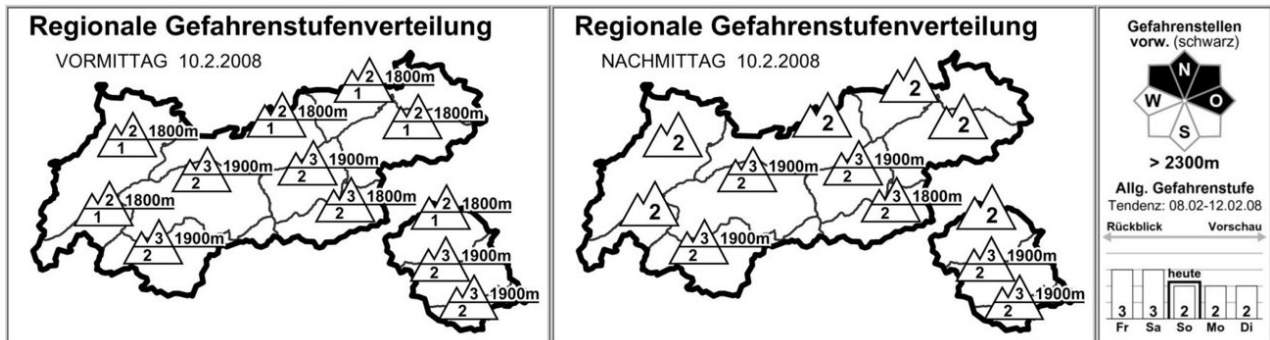 Regionale Gefahrenstufenverteilung
VORMITTAG 10.2.2008
2 1800m
1
2 1800m
1
2 1800m
1
2 1800m
1
3 1900m
2
3 1900m
2
2 1800m
1
3 1800m
2
3 1900m
2
2 1800m
1
3 1900m
2
3 1900m
2
Regionale Gefahrenstufenverteilung
NACHMITTAG 10.2.2008
2
2
2
2
3 1900m
2
3 1900m
2
2
3 1800m
2
3 1900m
2
2
3 1900m
2
3 1900m
2
Gefahrenstellen
vorw. (schwarz)
N
W O
S
> 2300m
Allg. Gefahrenstufe
Tendenz: 08.02-12.02.08
Rückblick Vorschau
heute
3 3 2 2 2
Fr Sa So Mo Di